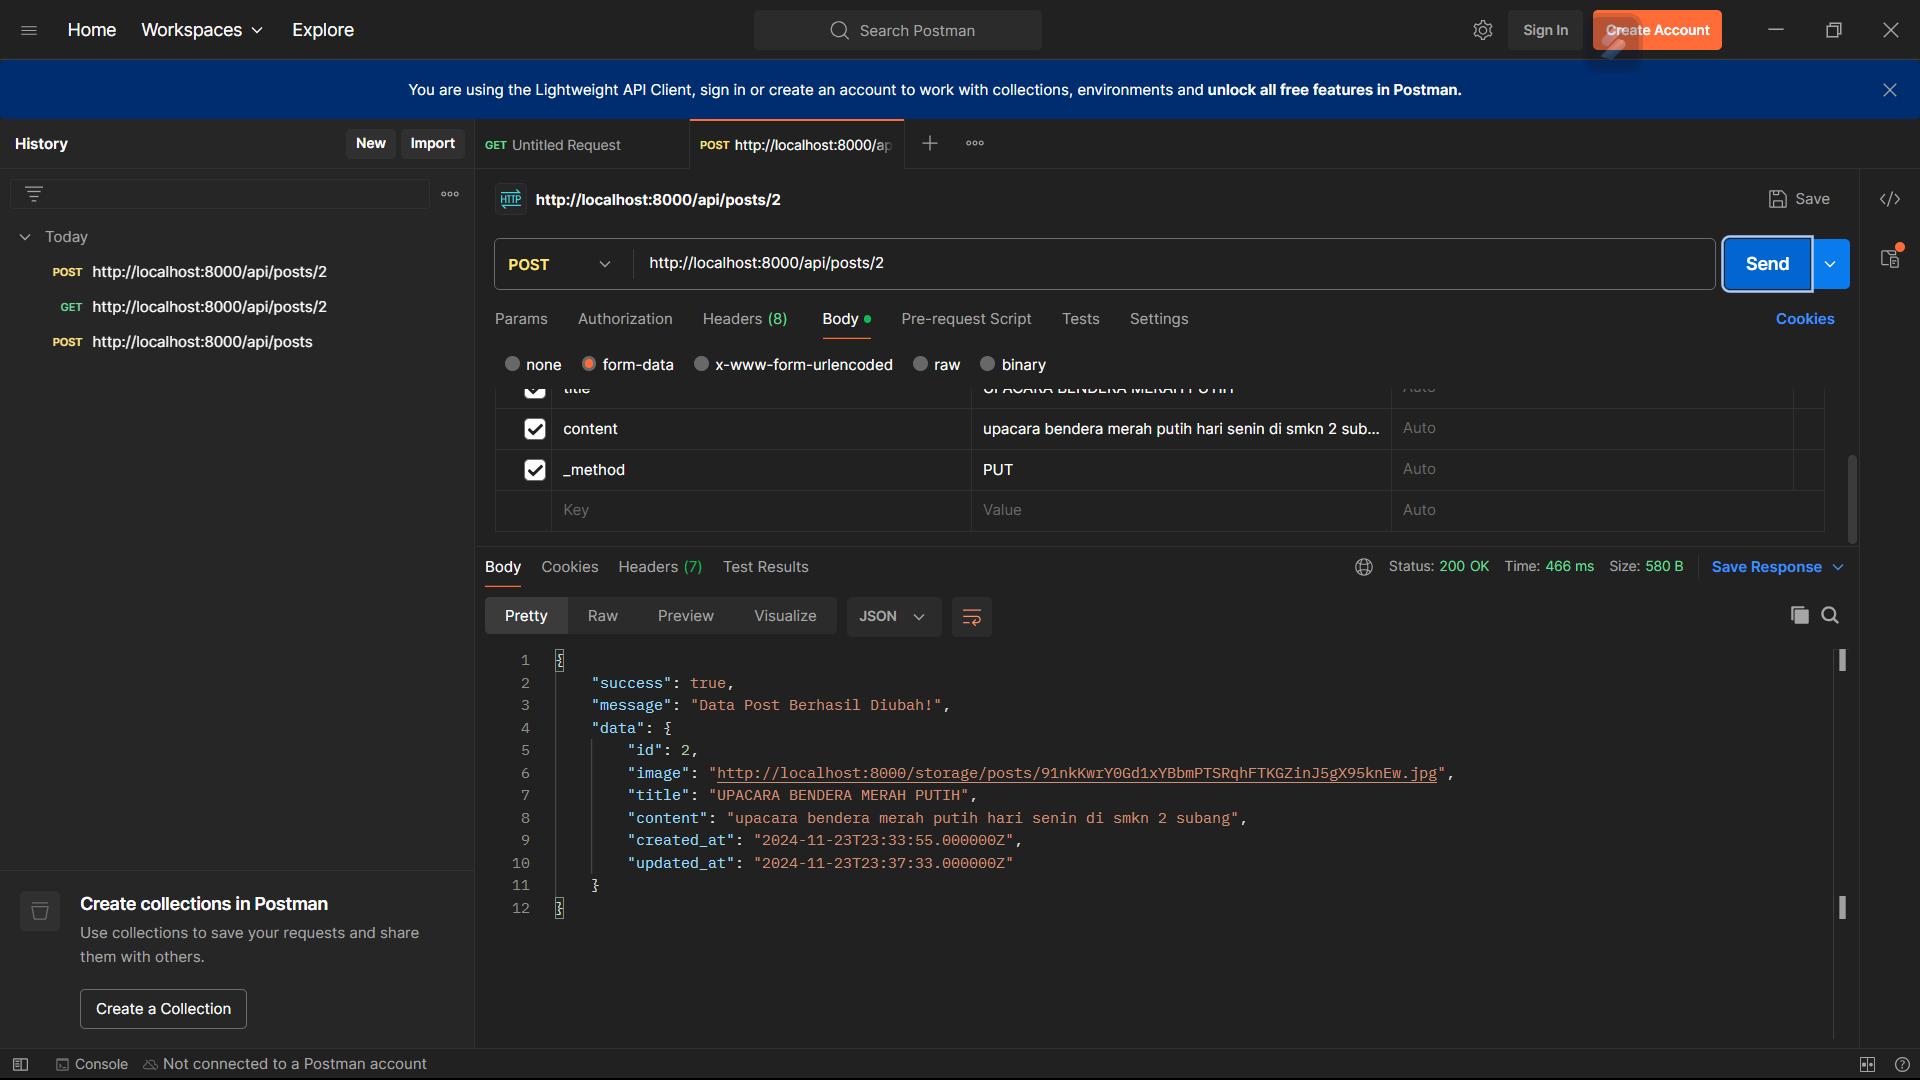 Home Workspaces Explore Search Postman Sign In Create Account
You are using the Lightweight API Client, sign in or create an account to work with collections, environments and unlock all free features in Postman.
History New Import GET Untitled Request POST http://localhost:8000/ap
HTTP http://localhost:8000/api/posts/2 Save
Today
POST http://localhost:8000/api/posts/2
GET http://localhost:8000/api/posts/2
POST http://localhost:8000/api/posts
POST http://localhost:8000/api/posts/2 Send
Params Authorization Headers (8) Body Pre-request Script Tests Settings Cookies
none form-data x-www-form-urlencoded raw binary
title UPACARA BENDERA MERAH PUTIH Auto
content upacara bendera merah putih hari senin di smkn 2 sub... Auto
_method PUT Auto
Key Value Auto
Body Cookies Headers (7) Test Results Status: 200 OK Time: 466 ms Size: 580 B Save Response
Pretty Raw Preview Visualize JSON
1 {
2 "success": true,
3 "message": "Data Post Berhasil Diubah!",
4 "data": {
5 "id": 2,
6 "image": "http://localhost:8000/storage/posts/91nkKwrY0Gd1xYBbmPTSRqhFTKGZinJ5gX95knEw.jpg",
7 "title": "UPACARA BENDERA MERAH PUTIH",
8 "content": "upacara bendera merah putih hari senin di smkn 2 subang",
9 "created_at": "2024-11-23T23:33:55.000000Z",
10 "updated_at": "2024-11-23T23:37:33.000000Z"
11 }
12 }
Create collections in Postman
Use collections to save your requests and share
them with others.
Create a Collection
Console Not connected to a Postman account